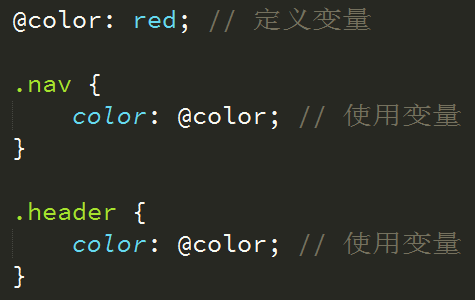 @color: red; // 定义变量
.nav {
color: @color; // 使用变量
}
.header {
color: @color; // 使用变量
}